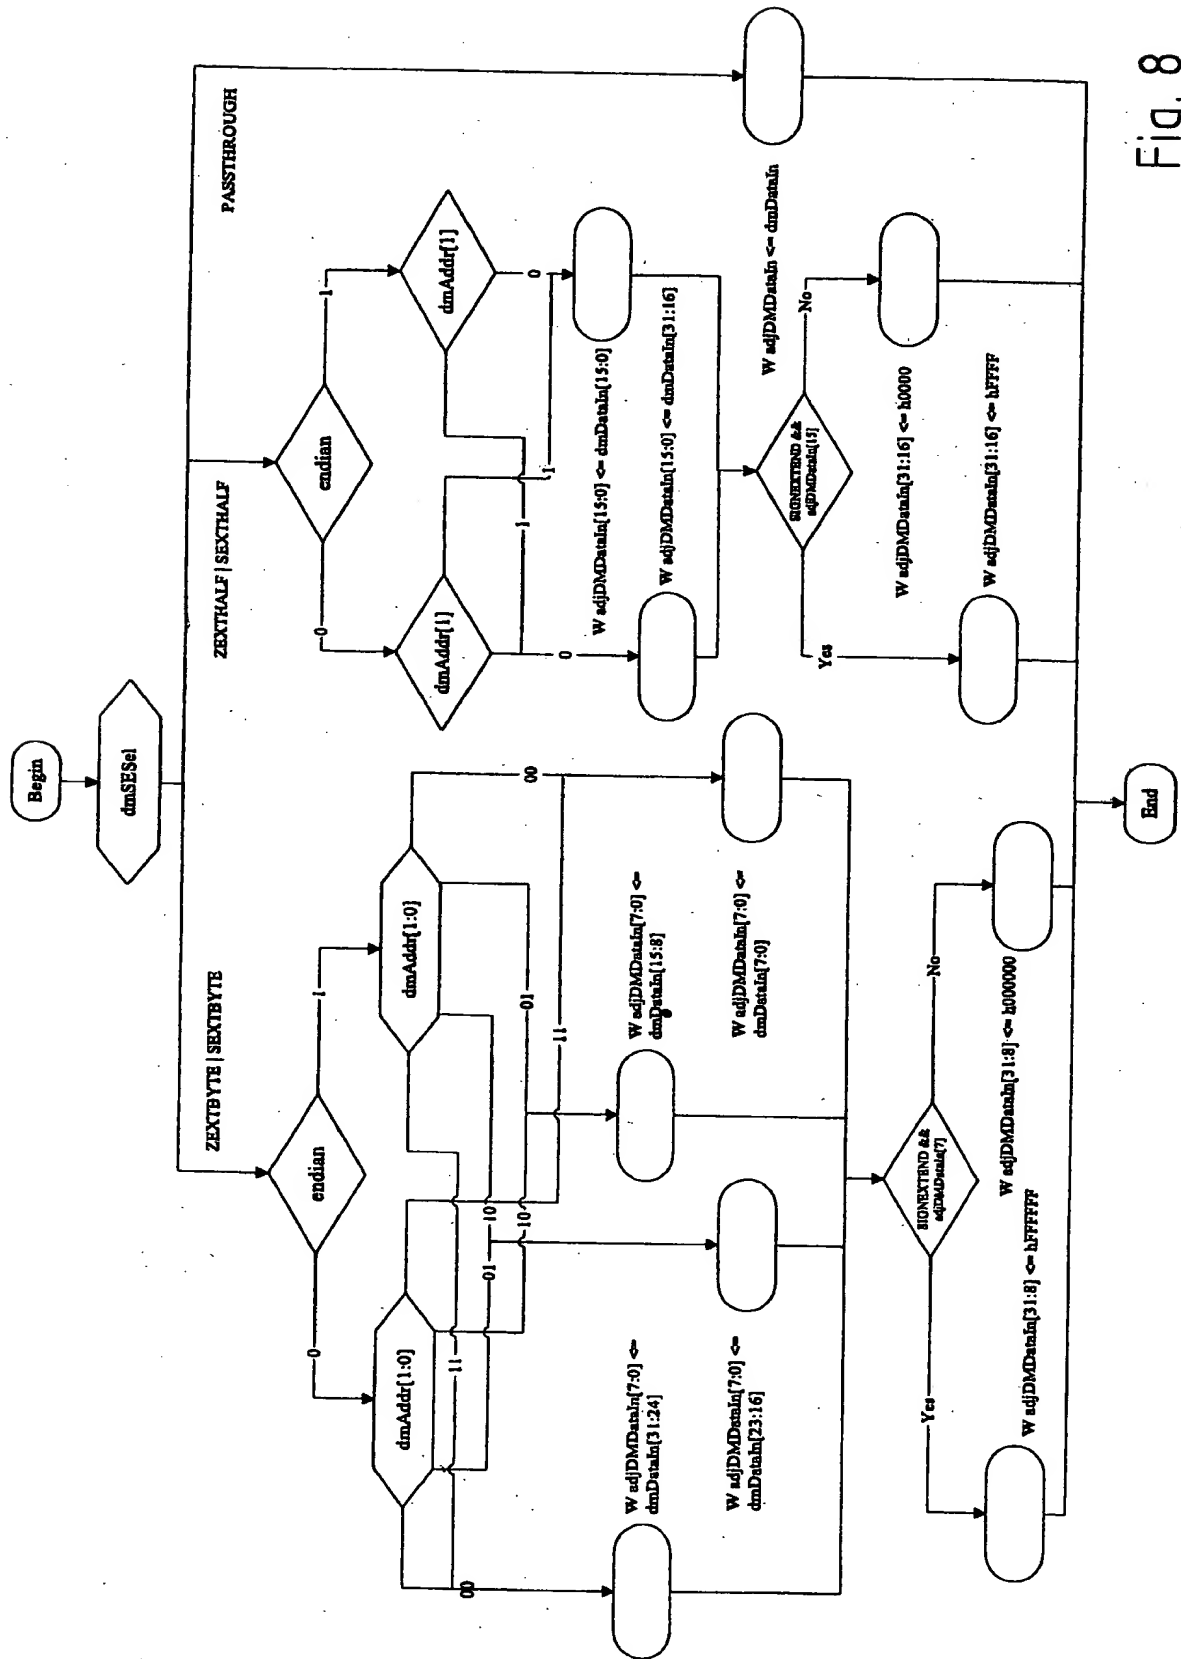 Begin
dmSESel
ZEXTBYTE | SEXTBYTE
ZEXTHALF | SEXTHALF
PASSTHROUGH
endian
0
1
dmAddr[1:0]
dmAddr[1:0]
00
01
10
11
11
10
01
00
W adjDMDataIn[7:0] <=
dmDataIn[31:24]
W adjDMDataIn[7:0] <=
dmDataIn[23:16]
W adjDMDataIn[7:0] <=
dmDataIn[15:8]
W adjDMDataIn[7:0] <=
dmDataIn[7:0]
SIGNEXTEND &&
adjDMDataIn[7]
Yes
No
W adjDMDataIn[31:8] <= hFFFFFF
W adjDMDataIn[31:8] <= h000000
endian
0
1
dmAddr[1]
dmAddr[1]
0
1
1
0
W adjDMDataIn[15:0] <= dmDataIn[15:0]
W adjDMDataIn[15:0] <= dmDataIn[31:16]
SIGNEXTEND &&
adjDMDataIn[15]
Yes
No
W adjDMDataIn[31:16] <= h0000
W adjDMDataIn[31:16] <= hFFFF
W adjDMDataIn <= dmDataIn
End
Fig. 8